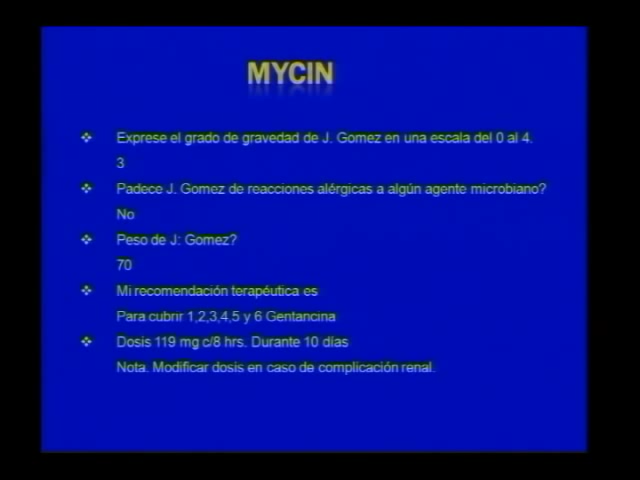 MYCIN
Exprese el grado de gravedad de J. Gomez en una escala del 0 al 4.
3
Padece J. Gomez de reacciones alérgicas a algún agente microbiano?
No
Peso de J: Gomez?
70
Mi recomendación terapéutica es
Para cubrir 1,2,3,4,5 y 6 Gentancina
Dosis 119 mg c/8 hrs. Durante 10 días
Nota. Modificar dosis en caso de complicación renal.